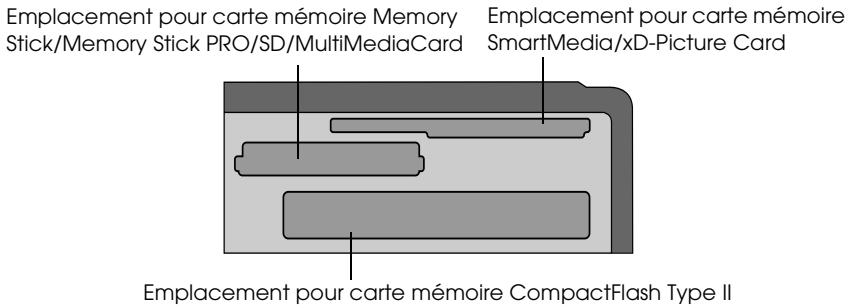 Emplacement pour carte mémoire Memory
Stick/Memory Stick PRO/SD/MultiMediaCard
Emplacement pour carte mémoire
SmartMedia/xD-Picture Card
Emplacement pour carte mémoire CompactFlash Type II